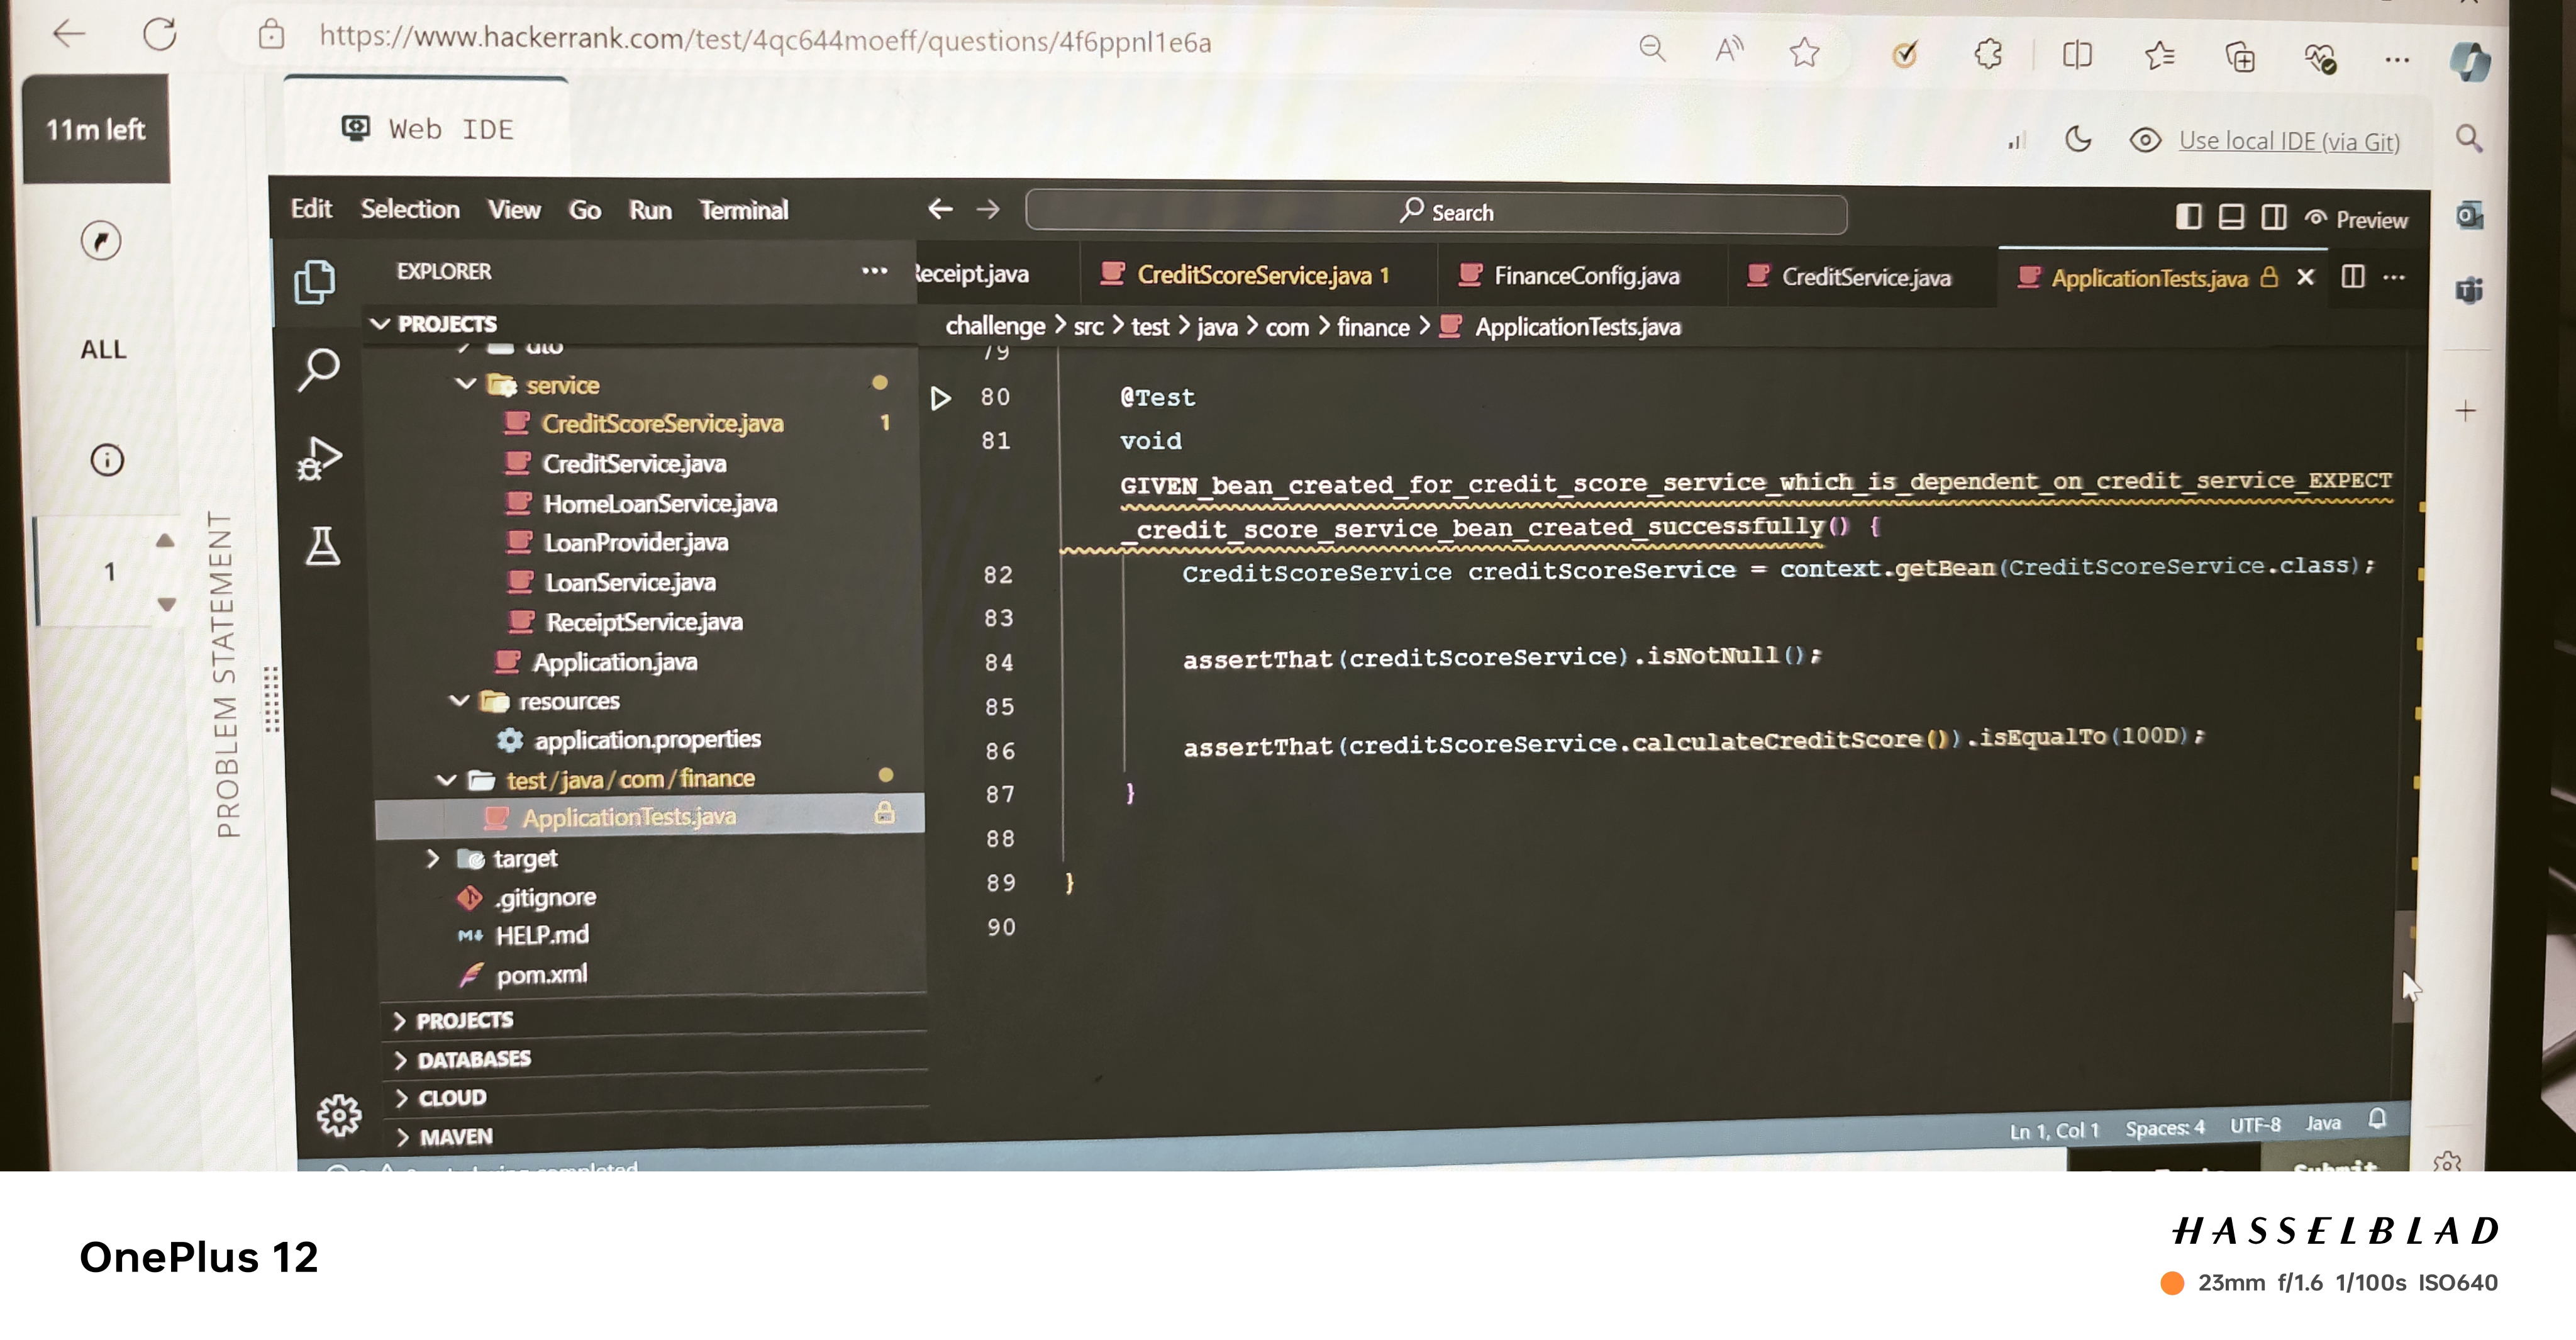 https://www.hackerrank.com/test/4qc644moeff/questions/4f6ppnl1e6a
11m left
Web IDE
Use local IDE (via Git)
Edit Selection View Go Run Terminal
Search
Preview
EXPLORER
Receipt.java
CreditScoreService.java 1
FinanceConfig.java
CreditService.java
ApplicationTests.java
PROJECTS
challenge > src > test > java > com > finance > ApplicationTests.java
ALL
1
PROBLEM STATEMENT
dto
service
CreditScoreService.java 1
CreditService.java
HomeLoanService.java
LoanProvider.java
LoanService.java
ReceiptService.java
Application.java
resources
application.properties
test/java/com/finance
ApplicationTests.java
target
.gitignore
HELP.md
pom.xml
PROJECTS
DATABASES
CLOUD
MAVEN
79
80 @Test
81 void
GIVEN_bean_created_for_credit_score_service_which_is_dependent_on_credit_service_EXPECT
_credit_score_service_bean_created_successfully() {
82 CreditScoreService creditScoreService = context.getBean(CreditScoreService.class);
83
84 assertThat(creditScoreService).isNotNull();
85
86 assertThat(creditScoreService.calculateCreditScore()).isEqualTo(100D);
87 }
88
89 }
90
Ln 1, Col 1 Spaces: 4 UTF-8 Java
completed
Submit
OnePlus 12
HASSELBLAD
23mm f/1.6 1/100s ISO640